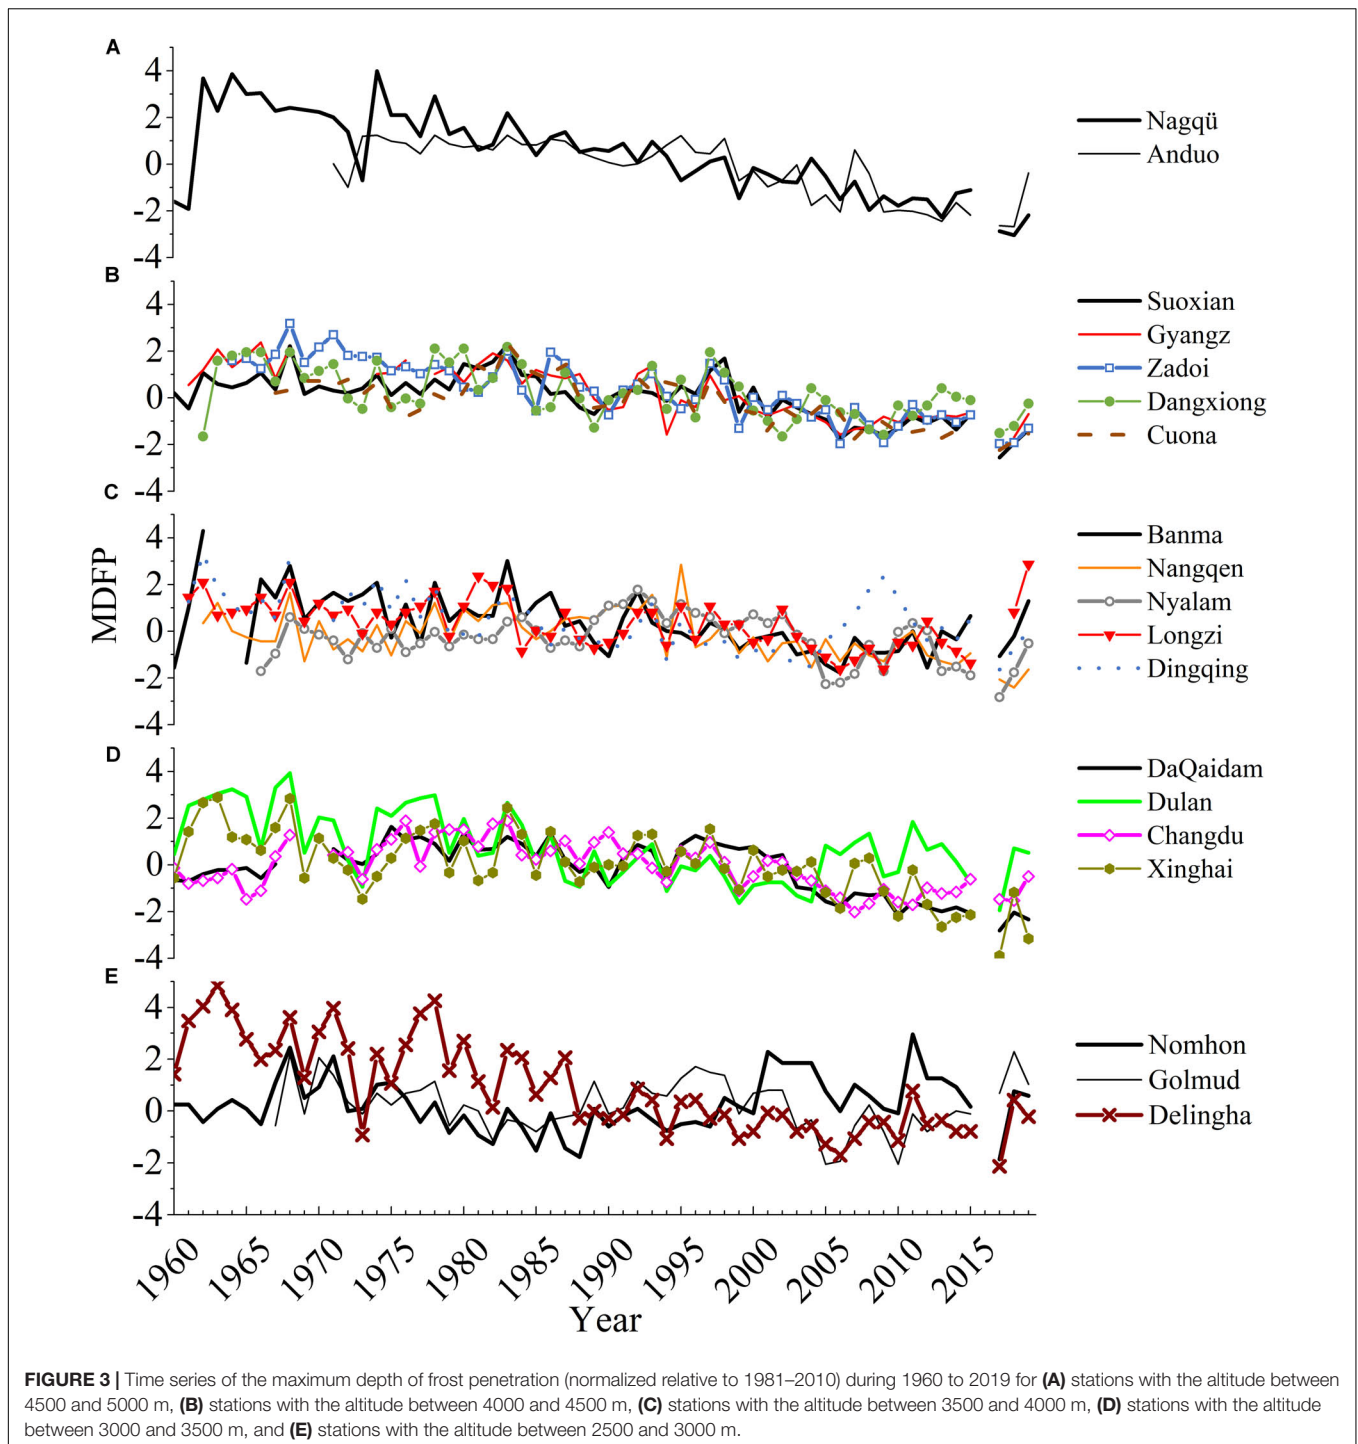 A
4
2
0
-2
-4
Nagqü
Anduo
B
4
2
0
-2
-4
Suoxian
Gyangz
Zadoi
Dangxiong
Cuona
C
4
2
0
-2
-4
MDFP
Banma
Nangqen
Nyalam
Longzi
Dingqing
D
4
2
0
-2
-4
DaQaidam
Dulan
Changdu
Xinghai
E
4
2
0
-2
-4
Nomhon
Golmud
Delingha
1960 1965 1970 1975 1980 1985 1990 1995 2000 2005 2010 2015
Year
FIGURE 3 | Time series of the maximum depth of frost penetration (normalized relative to 1981–2010) during 1960 to 2019 for (A) stations with the altitude between
4500 and 5000 m, (B) stations with the altitude between 4000 and 4500 m, (C) stations with the altitude between 3500 and 4000 m, (D) stations with the altitude
between 3000 and 3500 m, and (E) stations with the altitude between 2500 and 3000 m.